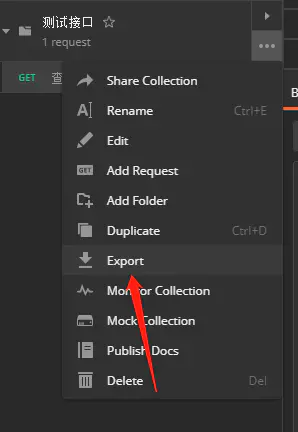 测试接口
1 request
GET 查
B
Share Collection
Rename Ctrl+E
Edit
GET Add Request
Add Folder
Duplicate Ctrl+D
Export
Monitor Collection
Mock Collection
Publish Docs
Delete Del